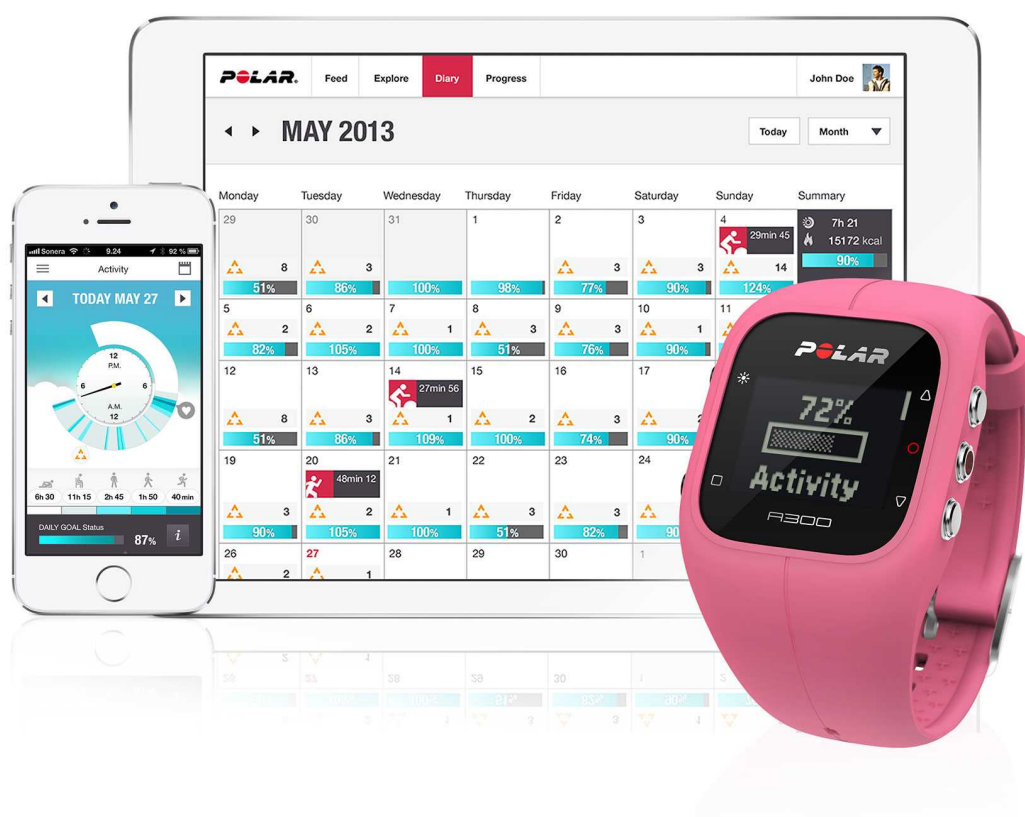 POLAR.
Feed
Explore
Diary
Progress
John Doe
MAY 2013
Today
Month
Monday Tuesday Wednesday Thursday Friday Saturday Sunday Summary
29 30 31 1 2 3 4
29min 45
7h 21
15172 kcal
90%
8 3 3 3 14
51% 86% 100% 98% 77% 90% 124%
5 6 7 8 9 10 11
2 2 1 3 3 1
82% 105% 100% 51% 76% 90%
12 13 14 15 16 17
27min 56
8 3 1 2 2
51% 86% 109% 100% 74% 90%
19 20 21 22 23 24
48min 12
3 2 1 3 3
90% 105% 100% 51% 82% 90
26 27 28 29 30 1
2 1
Sonera 9.24 92 %
Activity
TODAY MAY 27
12
P.M.
6 6
A.M.
12
6h 30 11h 15 2h 45 1h 50 40min
DAILY GOAL Status
87% i
POLAR
72%
Activity
A300